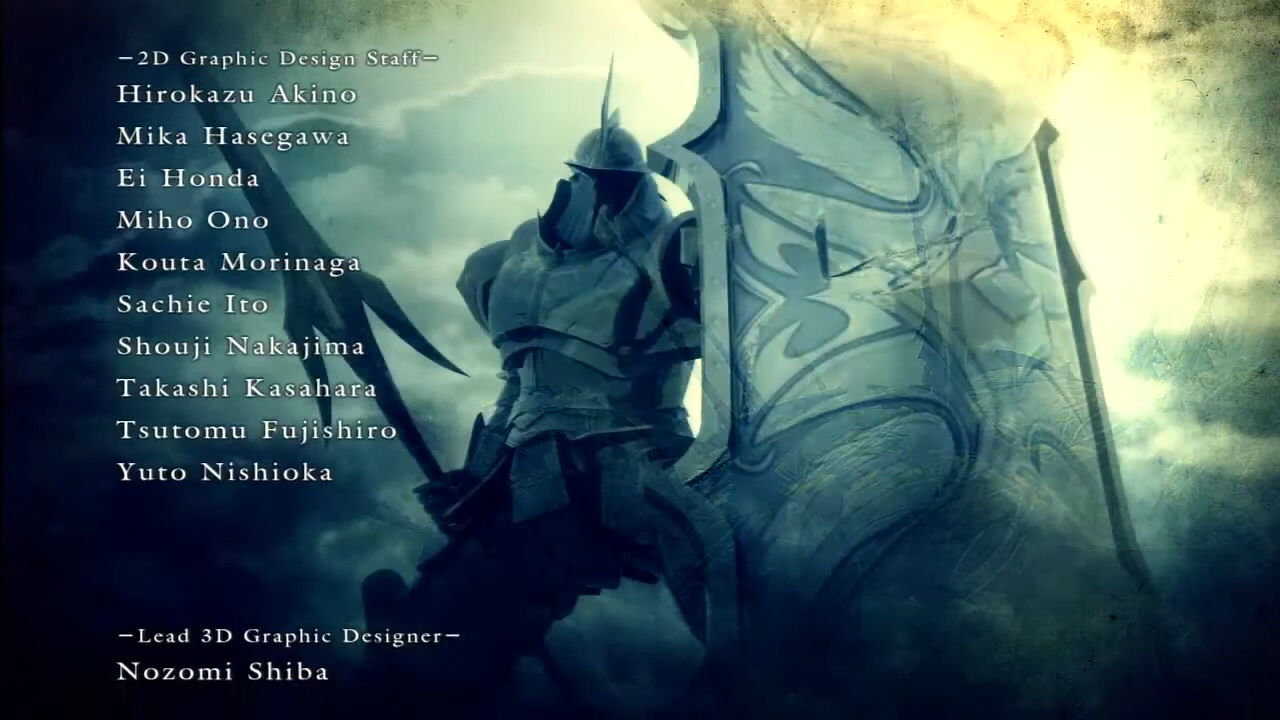 −2D Graphic Design Staff−
Hirokazu Akino
Mika Hasegawa
Ei Honda
Miho Ono
Kouta Morinaga
Sachie Ito
Shouji Nakajima
Takashi Kasahara
Tsutomu Fujishiro
Yuto Nishioka
−Lead 3D Graphic Designer−
Nozomi Shiba